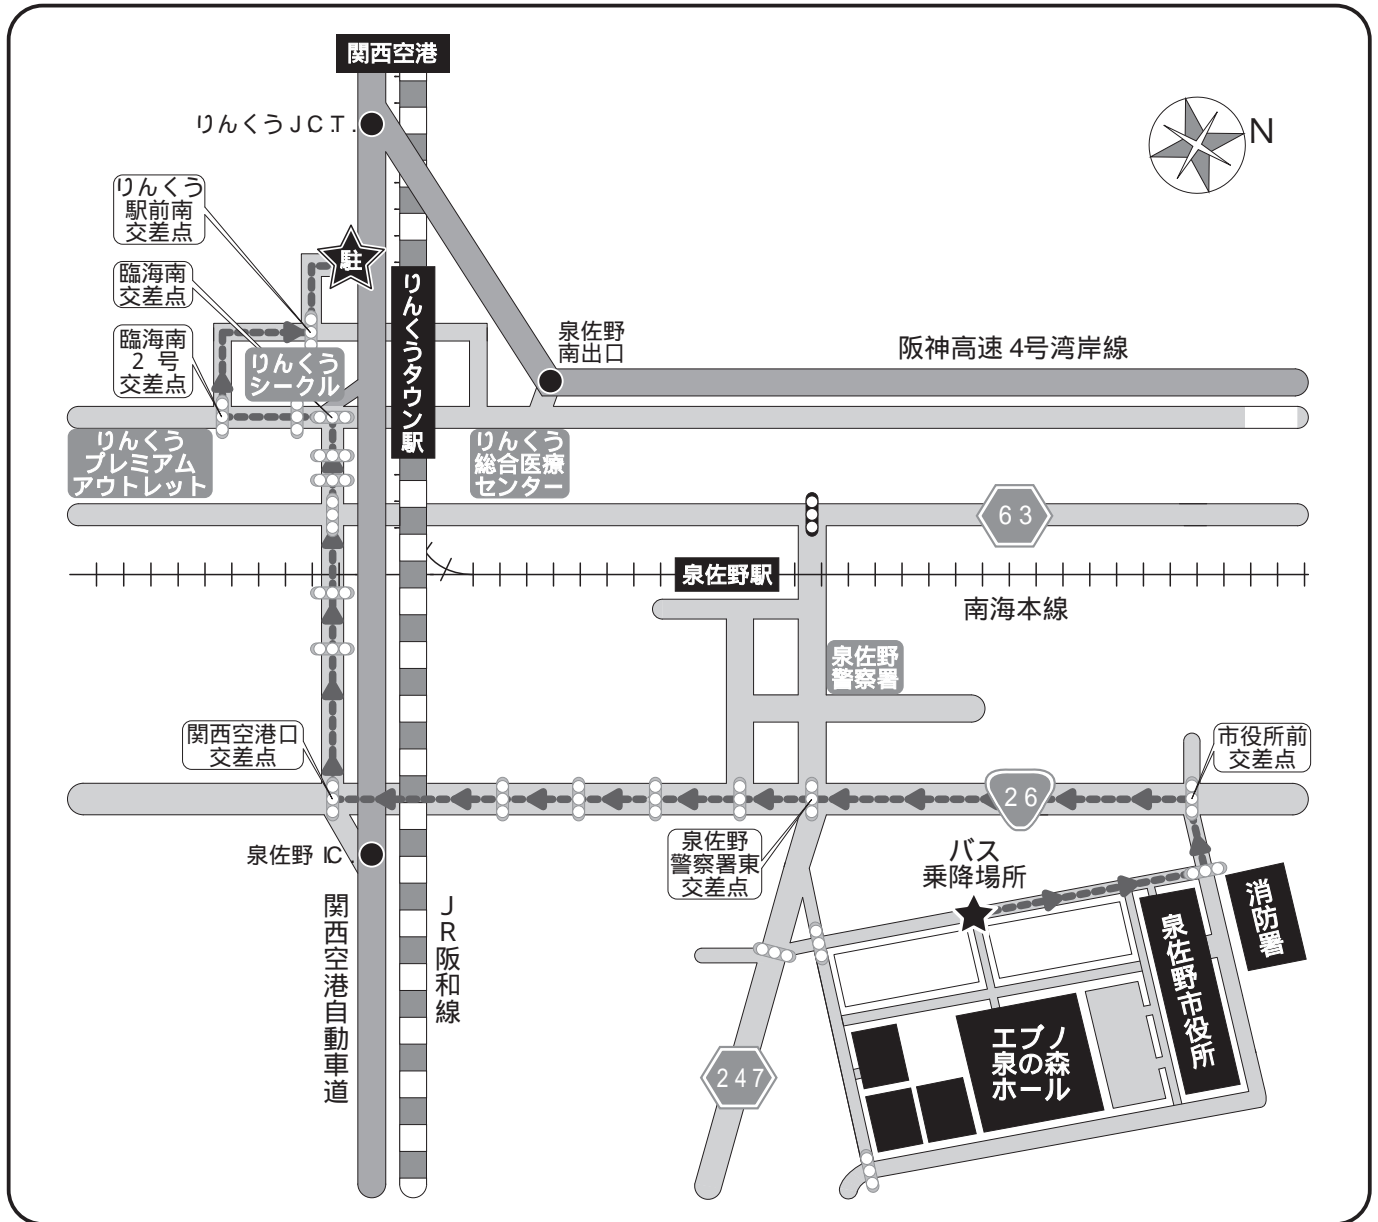 関西空港
りんくうJ.C.T.
N
りんくう
駅前南
交差点
駐
臨海南
交差点
臨海南
2号
交差点
りんくう
シークル
りんくうタウン駅
泉佐野
南出口
阪神高速 4号湾岸線
りんくう
プレミアム
アウトレット
りんくう
総合医療
センター
63
泉佐野駅
南海本線
泉佐野
警察署
関西空港口
交差点
市役所前
交差点
26
泉佐野 IC.
泉佐野
警察署東
交差点
バス
乗降場所
消防署
関西空港自動車道
JR阪和線
泉佐野市役所
エブノ
泉の森
ホール
247